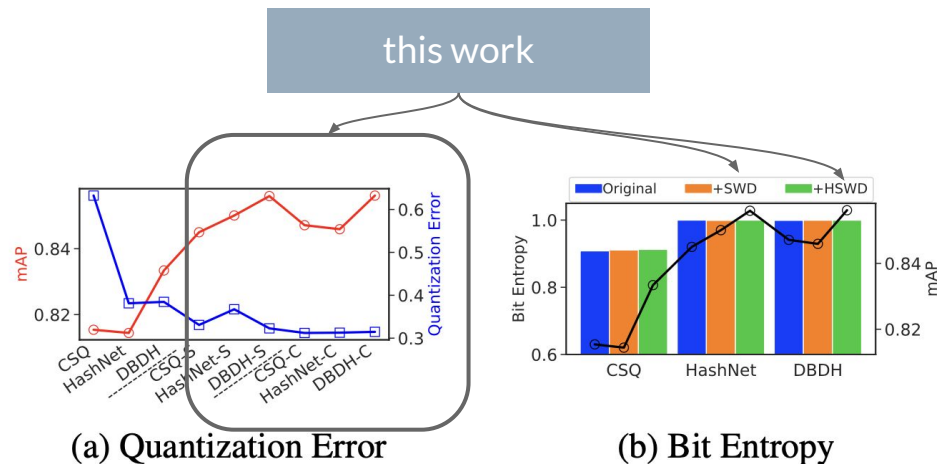 this work
mAP
0.84
0.82
0.6
0.5
0.4
0.3
Quantization Error
CSQ
HashNet
DBDH
CSQ-S
HashNet-S
DBDH-S
CSQ-C
HashNet-C
DBDH-C
(a) Quantization Error
Original +SWD +HSWD
Bit Entropy
1.0
0.8
0.6
0.84
0.82
mAP
CSQ HashNet DBDH
(b) Bit Entropy